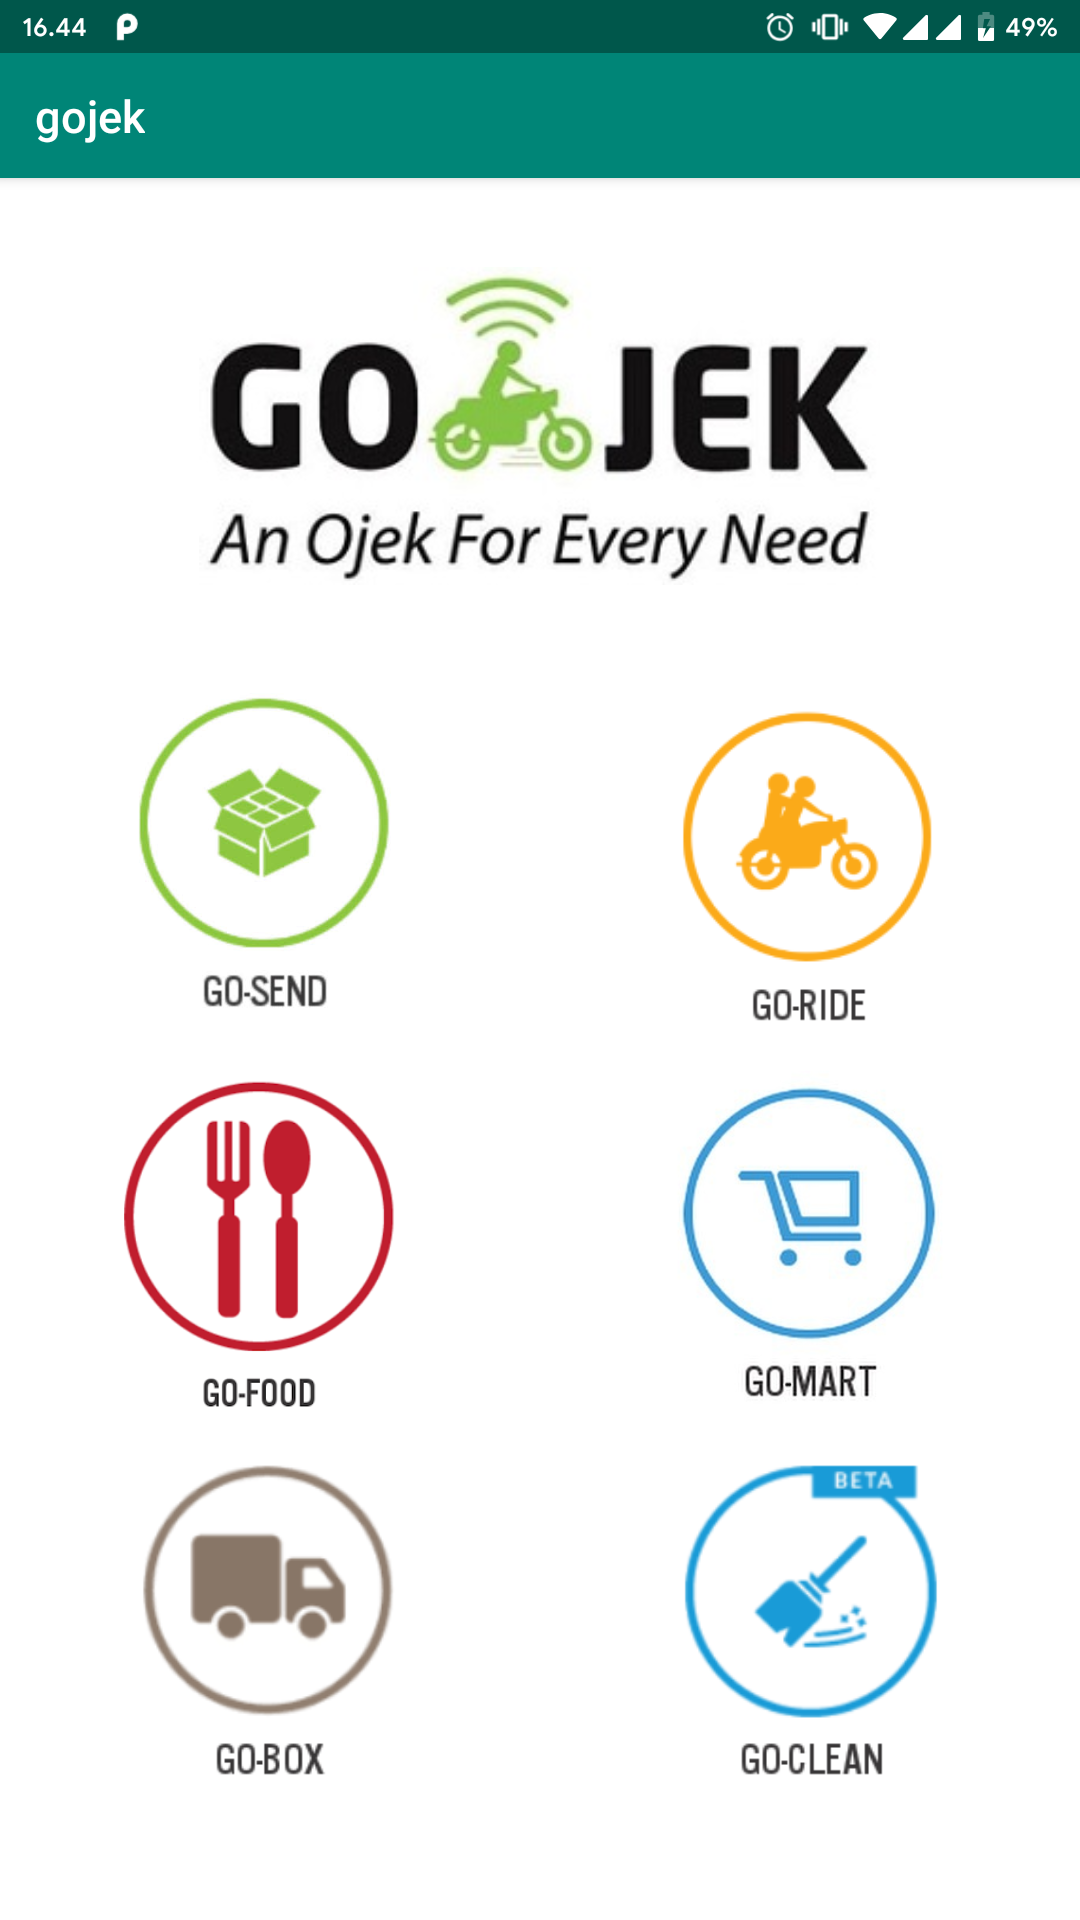 16.44 49%
gojek
GO JEK
An Ojek For Every Need
GO-SEND
GO-RIDE
GO-FOOD
GO-MART
BETA
GO-BOX
GO-CLEAN